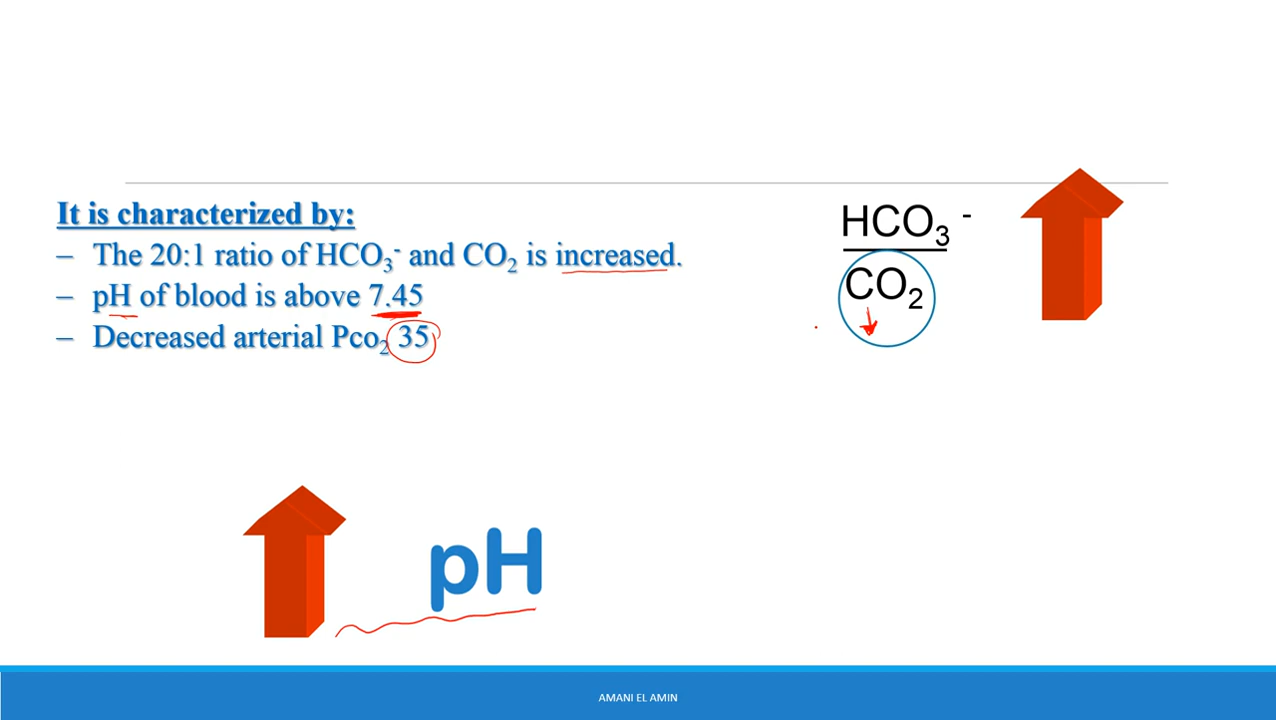 It is characterized by:
– The 20:1 ratio of HCO₃⁻ and CO₂ is increased.
– pH of blood is above 7.45
– Decreased arterial Pco₂ 35
HCO₃⁻
CO₂
pH
AMANI EL AMIN